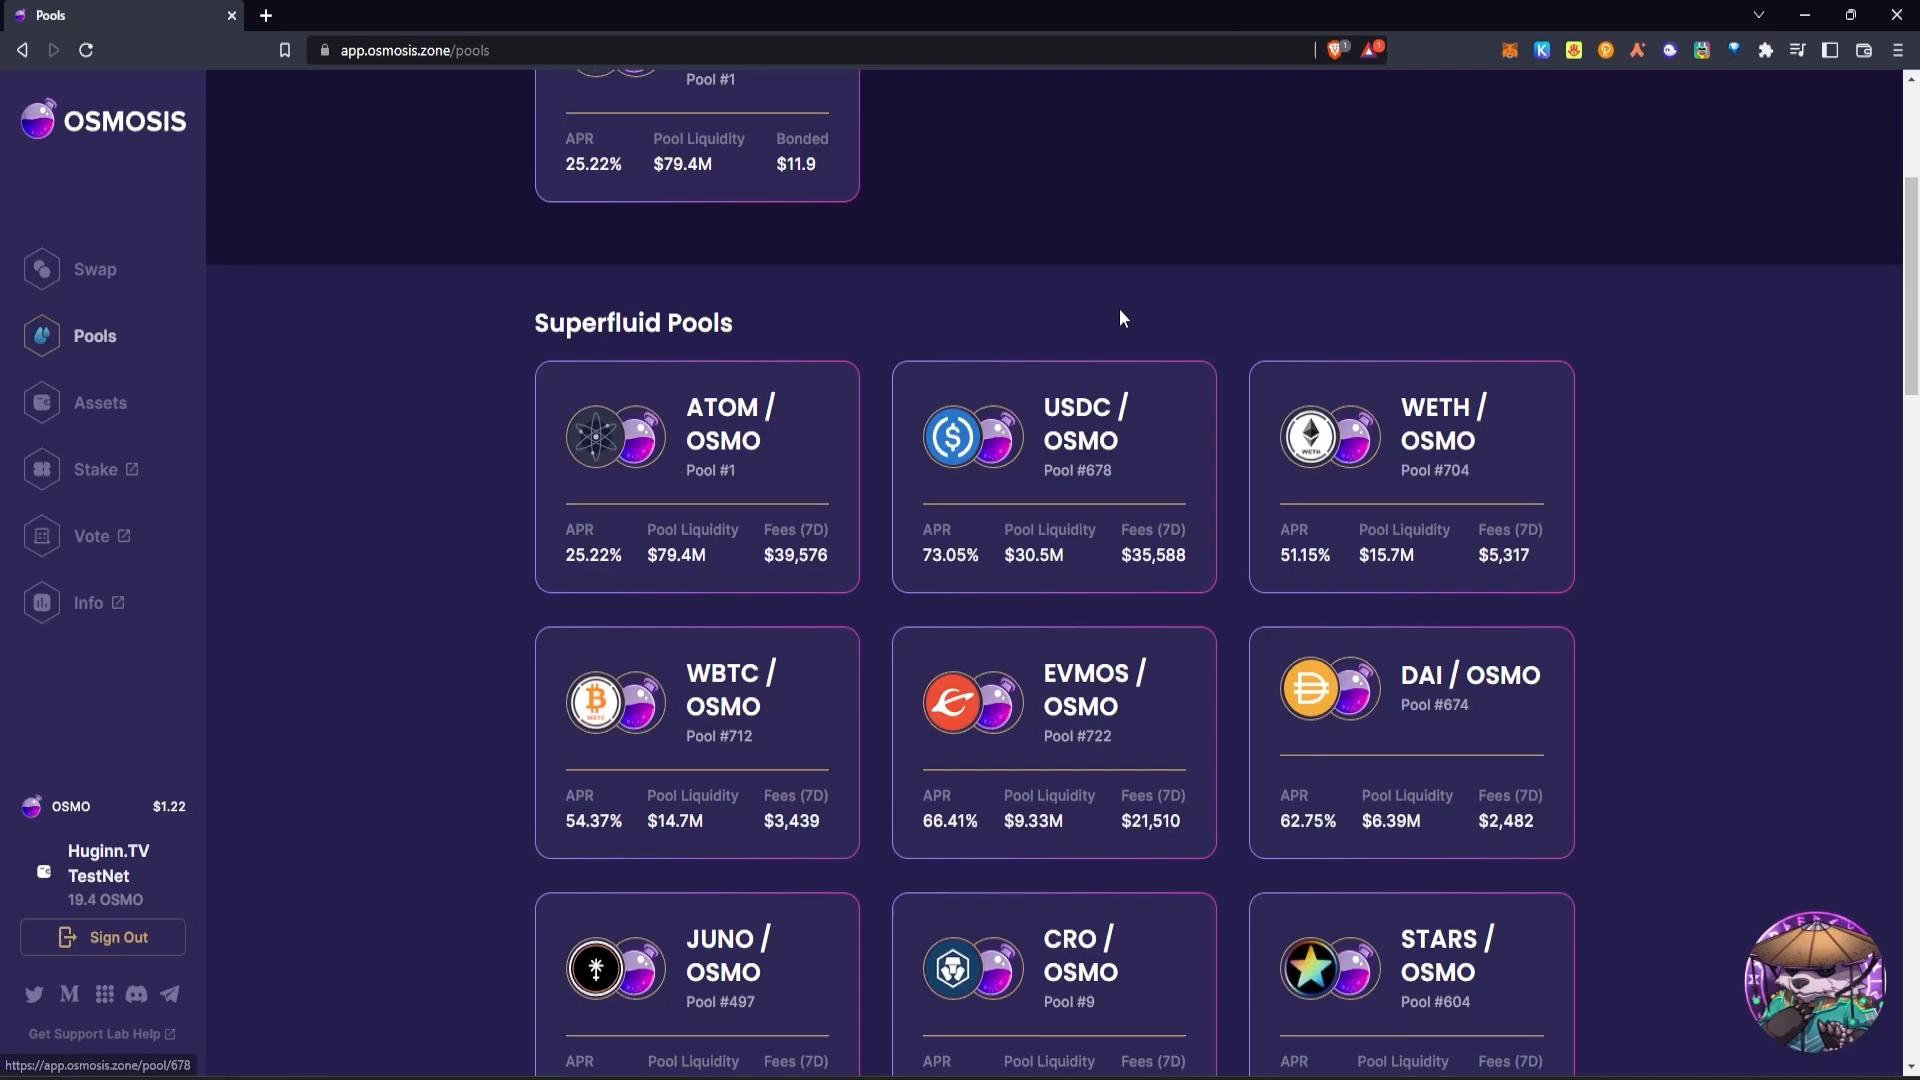 Pools
app.osmosis.zone/pools
OSMOSIS
Swap
Pools
Assets
Stake
Vote
Info
OSMO $1.22
Huginn.TV
TestNet
19.4 OSMO
Sign Out
Get Support Lab Help
https://app.osmosis.zone/pool/678
Pool #1
APR Pool Liquidity Bonded
25.22% $79.4M $11.9
Superfluid Pools
ATOM /
OSMO
Pool #1
APR Pool Liquidity Fees (7D)
25.22% $79.4M $39,576
USDC /
OSMO
Pool #678
APR Pool Liquidity Fees (7D)
73.05% $30.5M $35,588
WETH /
OSMO
Pool #704
APR Pool Liquidity Fees (7D)
51.15% $15.7M $5,317
WBTC /
OSMO
Pool #712
APR Pool Liquidity Fees (7D)
54.37% $14.7M $3,439
EVMOS /
OSMO
Pool #722
APR Pool Liquidity Fees (7D)
66.41% $9.33M $21,510
DAI / OSMO
Pool #674
APR Pool Liquidity Fees (7D)
62.75% $6.39M $2,482
JUNO /
OSMO
Pool #497
APR Pool Liquidity Fees (7D)
CRO /
OSMO
Pool #9
APR Pool Liquidity Fees (7D)
STARS /
OSMO
Pool #604
APR Pool Liquidity Fees (7D)